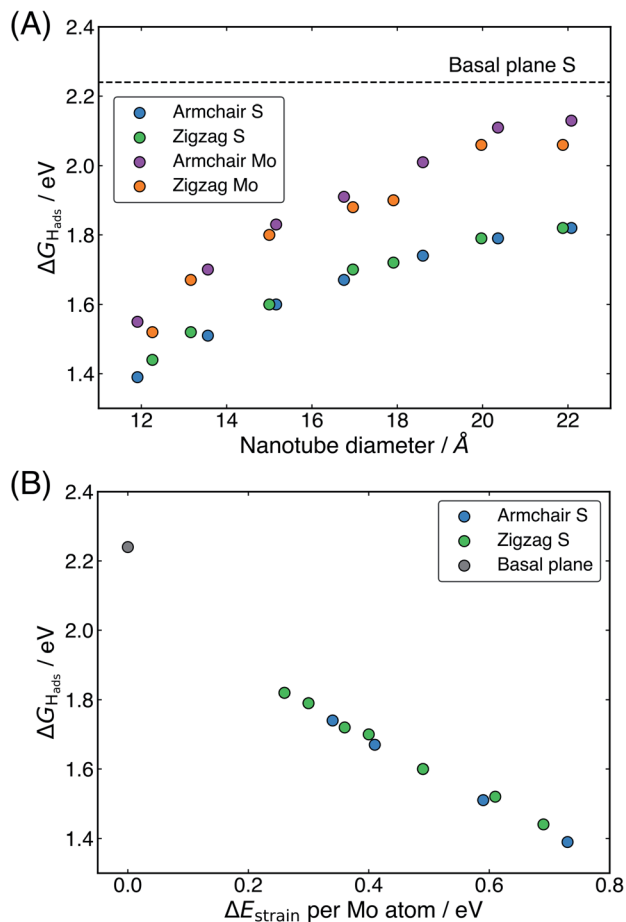 (A)
2.4
2.2
2.0
1.8
1.6
1.4
ΔG_Hads / eV
Basal plane S
Armchair S
Zigzag S
Armchair Mo
Zigzag Mo
12 14 16 18 20 22
Nanotube diameter / Å
(B)
2.4
2.2
2.0
1.8
1.6
1.4
ΔG_Hads / eV
Armchair S
Zigzag S
Basal plane
0.0 0.2 0.4 0.6 0.8
ΔE_strain per Mo atom / eV